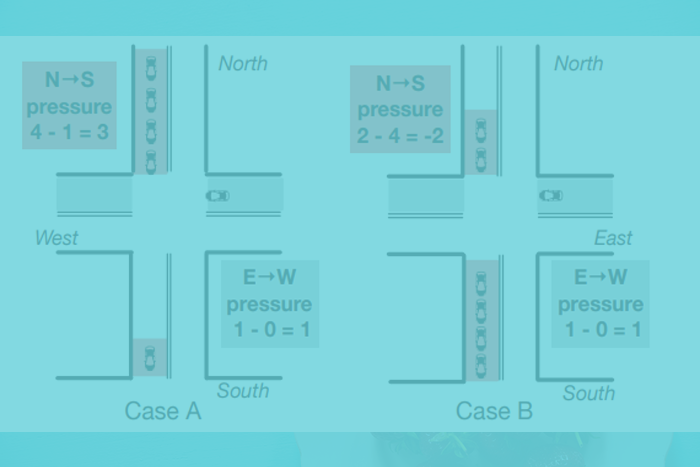 North
N→S
pressure
4 - 1 = 3
West
E→W
pressure
1 - 0 = 1
South
Case A
North
N→S
pressure
2 - 4 = -2
East
E→W
pressure
1 - 0 = 1
South
Case B